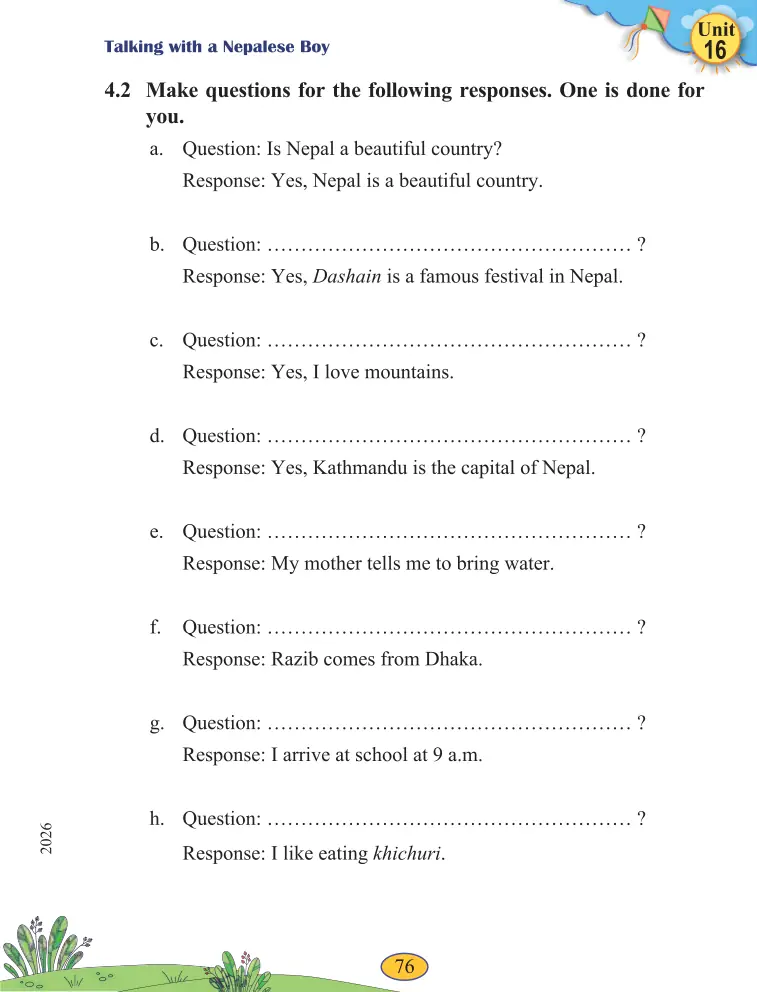 Talking with a Nepalese Boy
Unit
16
4.2 Make questions for the following responses. One is done for
you.
a. Question: Is Nepal a beautiful country?
Response: Yes, Nepal is a beautiful country.
b. Question: ……………………………………………… ?
Response: Yes, Dashain is a famous festival in Nepal.
c. Question: ……………………………………………… ?
Response: Yes, I love mountains.
d. Question: ……………………………………………… ?
Response: Yes, Kathmandu is the capital of Nepal.
e. Question: ……………………………………………… ?
Response: My mother tells me to bring water.
f. Question: ……………………………………………… ?
Response: Razib comes from Dhaka.
g. Question: ……………………………………………… ?
Response: I arrive at school at 9 a.m.
h. Question: ……………………………………………… ?
Response: I like eating khichuri.
2026
76